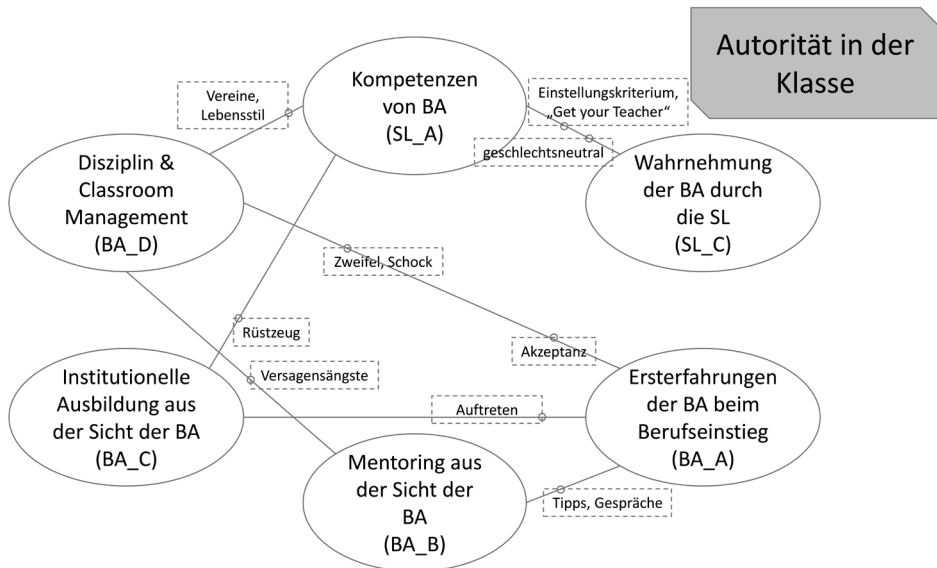 Autorität in der
Klasse
Kompetenzen
von BA
(SL_A)
Vereine,
Lebensstil
Einstellungskriterium,
„Get your Teacher“
geschlechtsneutral
Disziplin &
Classroom
Management
(BA_D)
Wahrnehmung
der BA durch
die SL
(SL_C)
Zweifel, Schock
Rüstzeug
Akzeptanz
Versagensängste
Institutionelle
Ausbildung aus
der Sicht der BA
(BA_C)
Auftreten
Ersterfahrungen
der BA beim
Berufseinstieg
(BA_A)
Mentoring aus
der Sicht der
BA
(BA_B)
Tipps, Gespräche